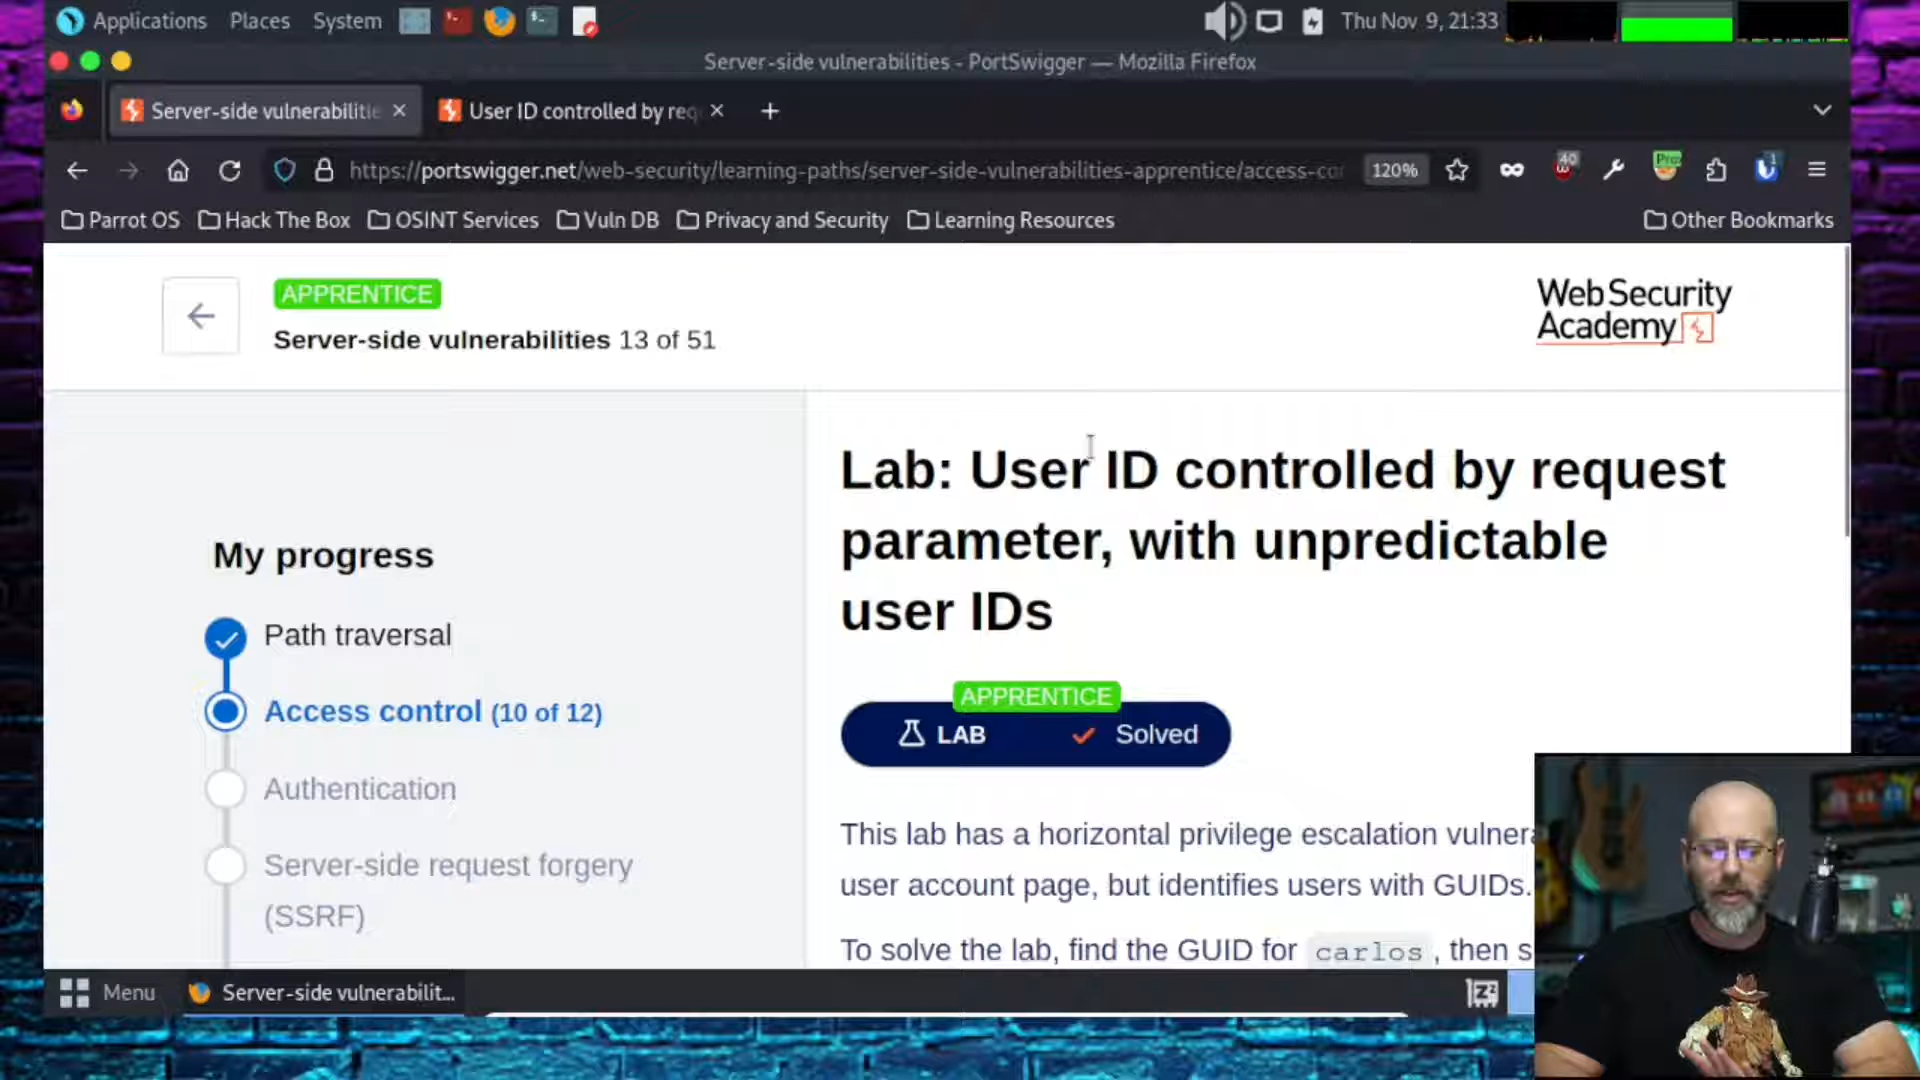 Applications Places System
Thu Nov 9, 21:33
Server-side vulnerabilities - PortSwigger — Mozilla Firefox
Server-side vulnerabilitie
User ID controlled by req
https://portswigger.net/web-security/learning-paths/server-side-vulnerabilities-apprentice/access-cor
120%
40
Pro
1
Parrot OS
Hack The Box
OSINT Services
Vuln DB
Privacy and Security
Learning Resources
Other Bookmarks
APPRENTICE
Server-side vulnerabilities 13 of 51
Web Security
Academy
My progress
Path traversal
Access control (10 of 12)
Authentication
Server-side request forgery
(SSRF)
Lab: User ID controlled by request
parameter, with unpredictable
user IDs
APPRENTICE
LAB
Solved
This lab has a horizontal privilege escalation vulnera
user account page, but identifies users with GUIDs.
To solve the lab, find the GUID for carlos, then s
Menu
Server-side vulnerabilit...